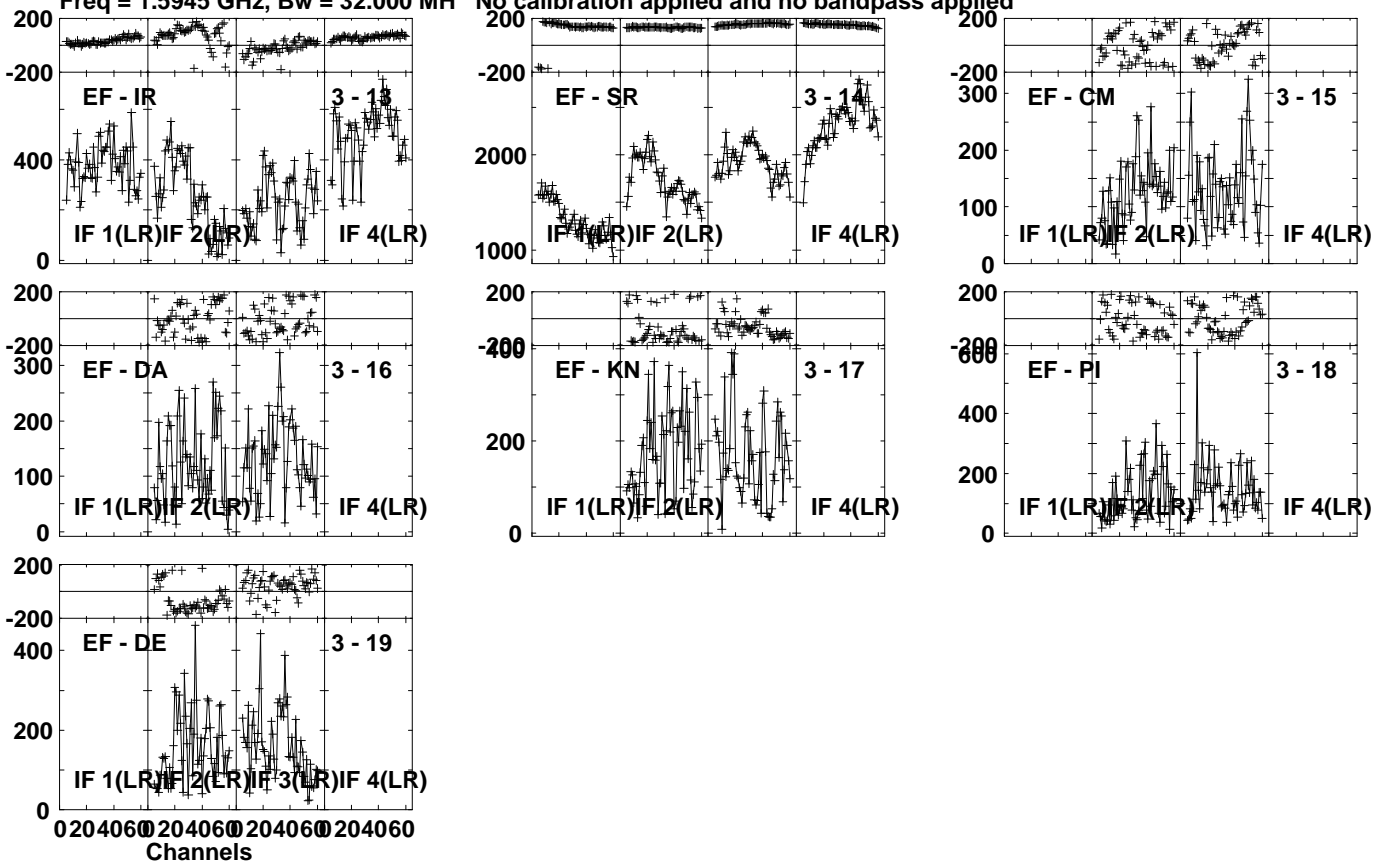 Freq = 1.5945 GHz, Bw = 32.000 MH No calibration applied and no bandpass applied
200
-200
EF - IR
3 - 13
400
0
IF 1(LR)
IF 2(LR)
IF 4(LR)
EF - SR
3 - 14
2000
1000
IF 1(LR)
IF 2(LR)
IF 4(LR)
200
-200
EF - CM
3 - 15
300
200
100
0
IF 1(LR)
IF 2(LR)
IF 4(LR)
200
-200
EF - DA
3 - 16
300
200
100
0
IF 1(LR)
IF 2(LR)
IF 4(LR)
200
-200
400
EF - KN
3 - 17
200
0
IF 1(LR)
IF 2(LR)
IF 4(LR)
200
-200
600
EF - PI
3 - 18
400
200
0
IF 1(LR)
IF 2(LR)
IF 4(LR)
200
-200
EF - DE
3 - 19
400
200
0
IF 1(LR)
IF 2(LR)
IF 3(LR)
IF 4(LR)
0 20 40 60 0 20 40 60 0 20 40 60 0 20 40 60
Channels